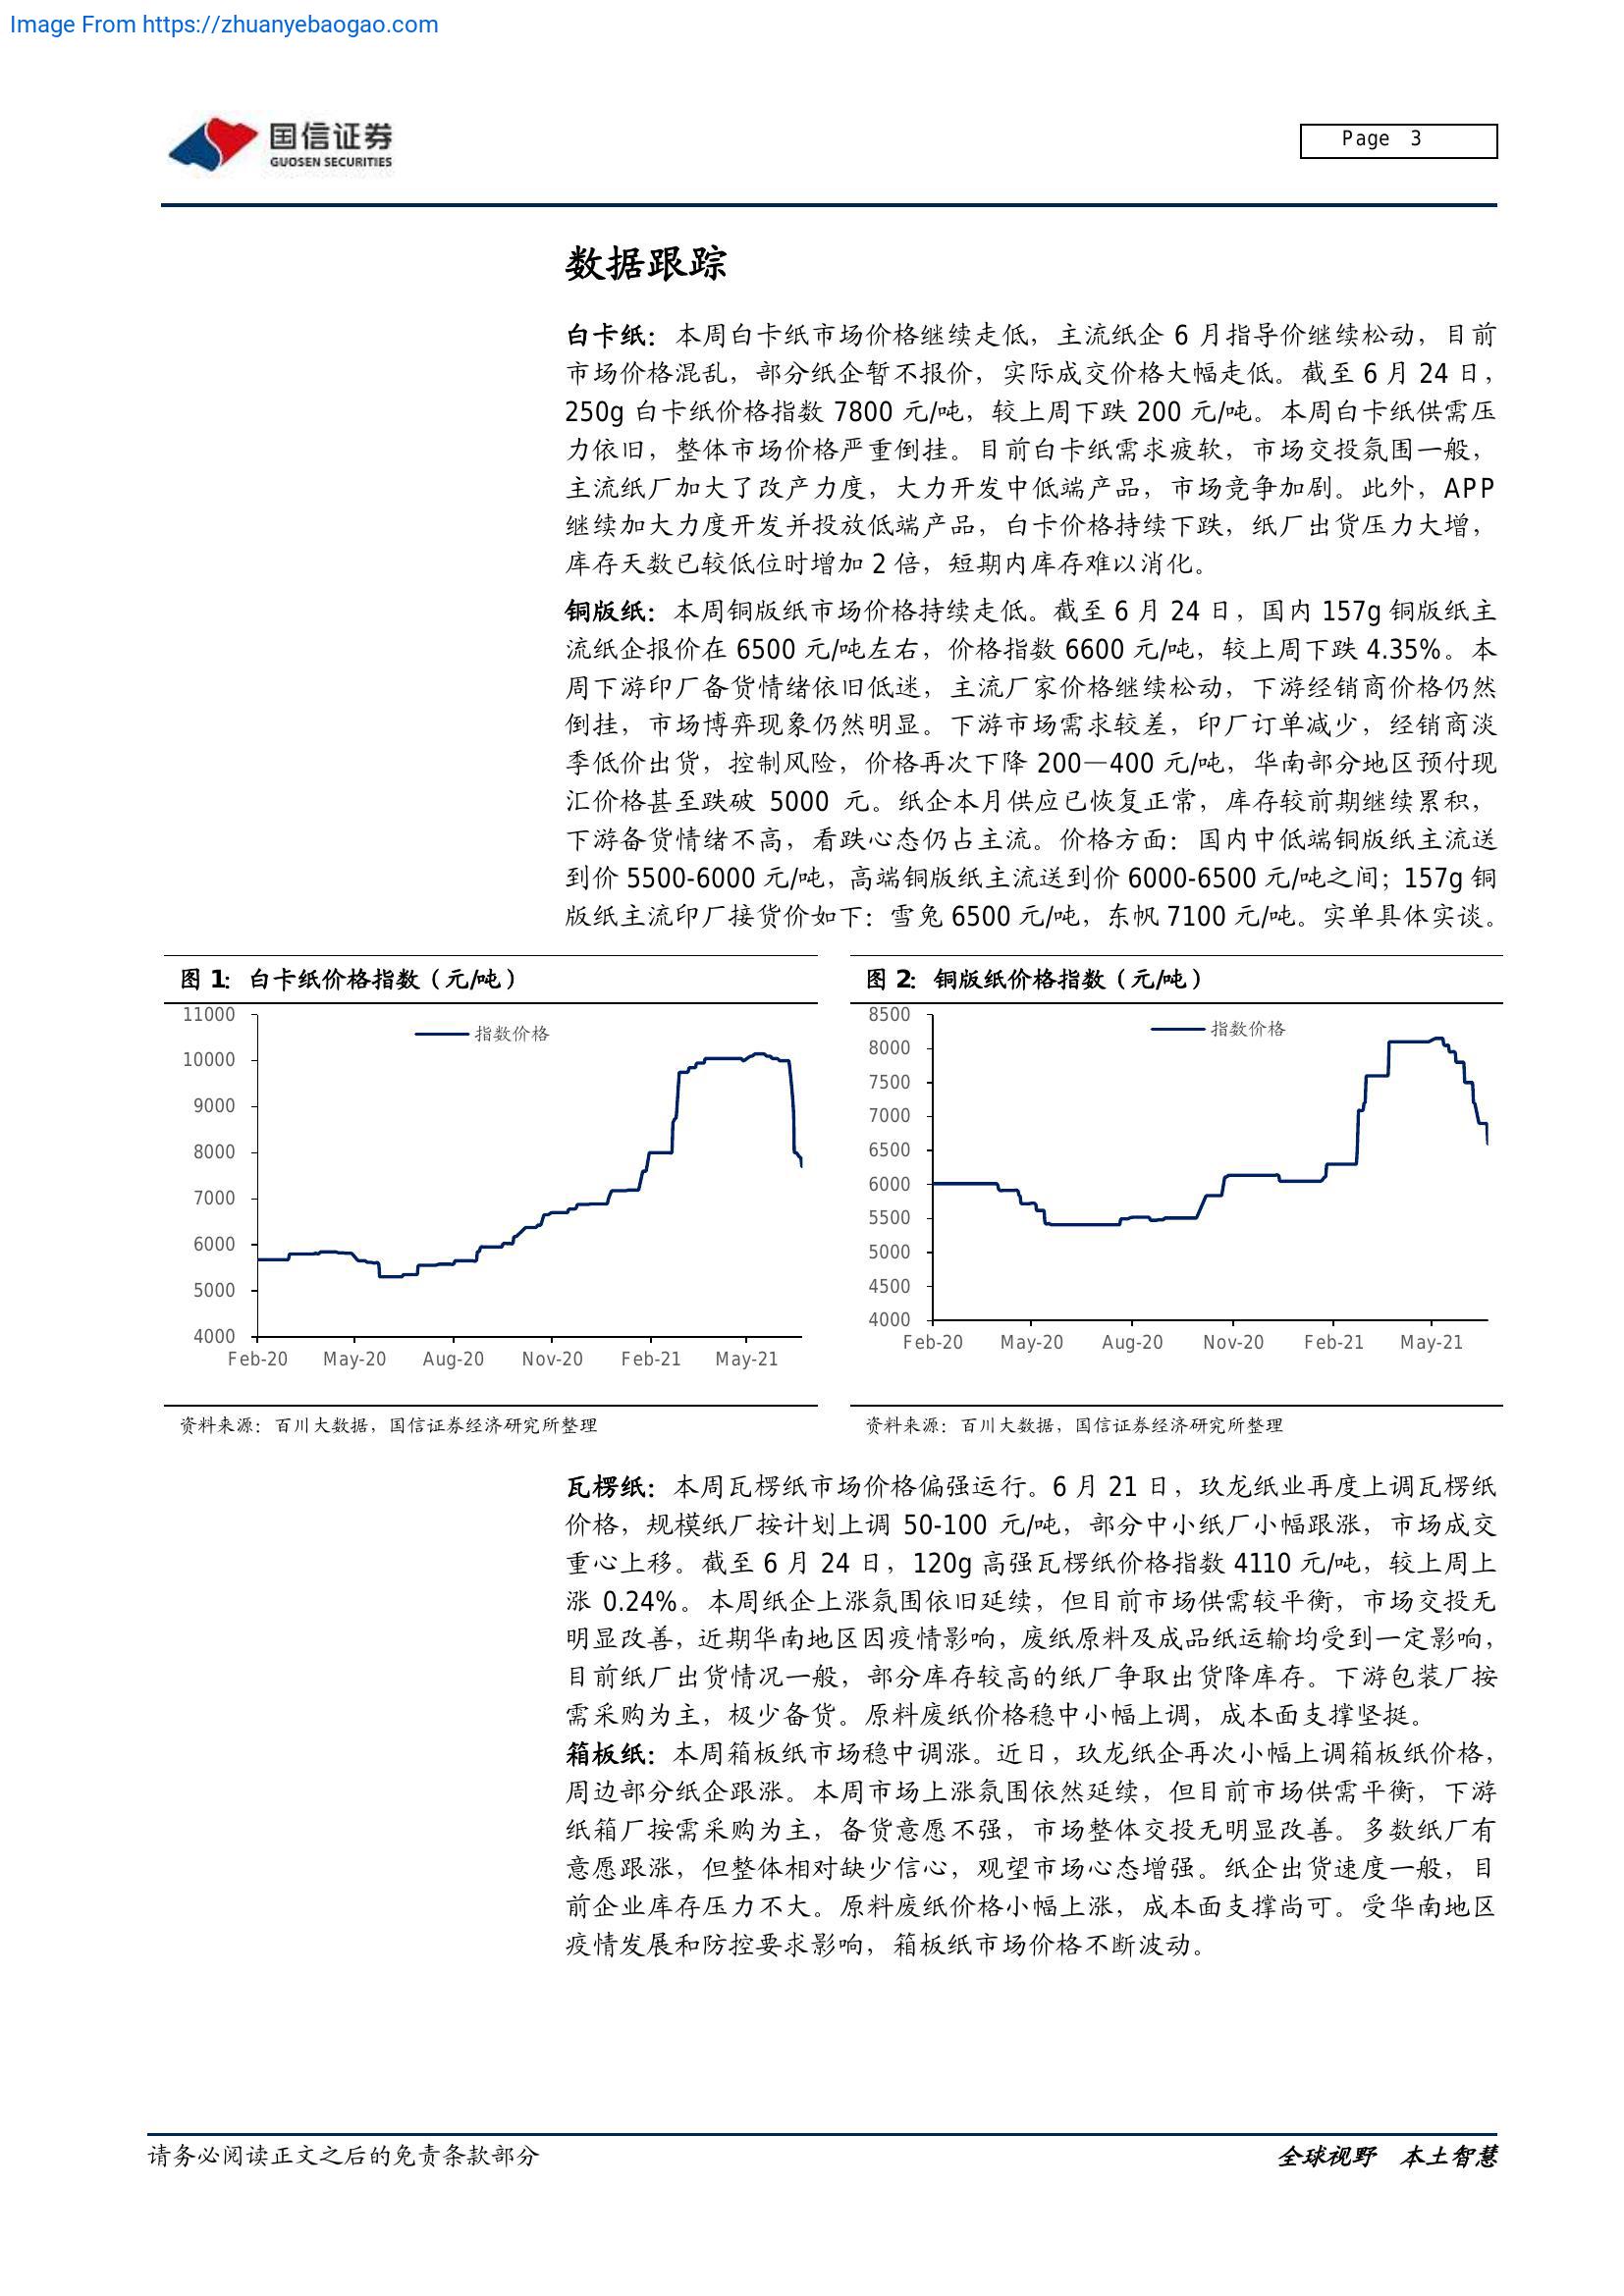 Image From https://zhuanyebaogao.com
国信证券
GUOSEN SECURITIES
Page 3
数据跟踪
白卡纸：本周白卡纸市场价格继续走低，主流纸企 6 月指导价继续松动，目前
市场价格混乱，部分纸企暂不报价，实际成交价格大幅走低。截至 6 月 24 日，
250g 白卡纸价格指数 7800 元/吨，较上周下跌 200 元/吨。本周白卡纸供需压
力依旧，整体市场价格严重倒挂。目前白卡纸需求疲软，市场交投氛围一般，
主流纸厂加大了改产力度，大力开发中低端产品，市场竞争加剧。此外，APP
继续加大力度开发并投放低端产品，白卡价格持续下跌，纸厂出货压力大增，
库存天数已较低位时增加 2 倍，短期内库存难以消化。
铜版纸：本周铜版纸市场价格持续走低。截至 6 月 24 日，国内 157g 铜版纸主
流纸企报价在 6500 元/吨左右，价格指数 6600 元/吨，较上周下跌 4.35%。本
周下游印厂备货情绪依旧低迷，主流厂家价格继续松动，下游经销商价格仍然
倒挂，市场博弈现象仍然明显。下游市场需求较差，印厂订单减少，经销商淡
季低价出货，控制风险，价格再次下降 200—400 元/吨，华南部分地区预付现
汇价格甚至跌破 5000 元。纸企本月供应已恢复正常，库存较前期继续累积，
下游备货情绪不高，看跌心态仍占主流。价格方面：国内中低端铜版纸主流送
到价 5500-6000 元/吨，高端铜版纸主流送到价 6000-6500 元/吨之间；157g 铜
版纸主流印厂接货价如下：雪兔 6500 元/吨，东帆 7100 元/吨。实单具体实谈。
图 1：白卡纸价格指数（元/吨）
指数价格
11000
10000
9000
8000
7000
6000
5000
4000
Feb-20 May-20 Aug-20 Nov-20 Feb-21 May-21
资料来源：百川大数据，国信证券经济研究所整理
图 2：铜版纸价格指数（元/吨）
指数价格
8500
8000
7500
7000
6500
6000
5500
5000
4500
4000
Feb-20 May-20 Aug-20 Nov-20 Feb-21 May-21
资料来源：百川大数据，国信证券经济研究所整理
瓦楞纸：本周瓦楞纸市场价格偏强运行。6 月 21 日，玖龙纸业再度上调瓦楞纸
价格，规模纸厂按计划上调 50-100 元/吨，部分中小纸厂小幅跟涨，市场成交
重心上移。截至 6 月 24 日，120g 高强瓦楞纸价格指数 4110 元/吨，较上周上
涨 0.24%。本周纸企上涨氛围依旧延续，但目前市场供需较平衡，市场交投无
明显改善，近期华南地区因疫情影响，废纸原料及成品纸运输均受到一定影响，
目前纸厂出货情况一般，部分库存较高的纸厂争取出货降库存。下游包装厂按
需采购为主，极少备货。原料废纸价格稳中小幅上调，成本面支撑坚挺。
箱板纸：本周箱板纸市场稳中调涨。近日，玖龙纸企再次小幅上调箱板纸价格，
周边部分纸企跟涨。本周市场上涨氛围依然延续，但目前市场供需平衡，下游
纸箱厂按需采购为主，备货意愿不强，市场整体交投无明显改善。多数纸厂有
意愿跟涨，但整体相对缺少信心，观望市场心态增强。纸企出货速度一般，目
前企业库存压力不大。原料废纸价格小幅上涨，成本面支撑尚可。受华南地区
疫情发展和防控要求影响，箱板纸市场价格不断波动。
请务必阅读正文之后的免责条款部分
全球视野 本土智慧